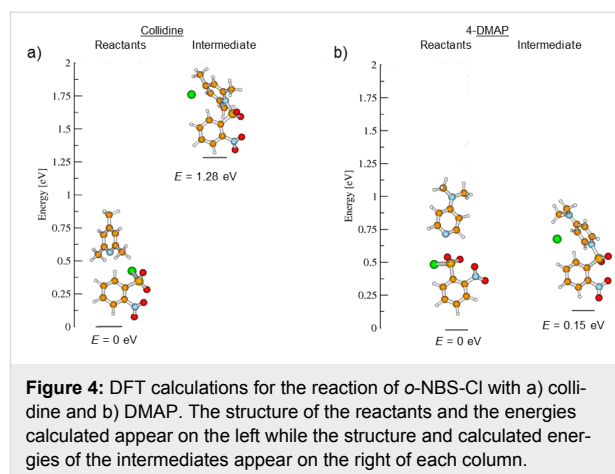 Collidine
4-DMAP
a)
Reactants
Intermediate
b)
Reactants
Intermediate
Energy [eV]
2
1.75
1.5
1.25
1
0.75
0.5
0.25
0
E = 1.28 eV
E = 0 eV
Energy [eV]
2
1.75
1.5
1.25
1
0.75
0.5
0.25
0
E = 0.15 eV
E = 0 eV
Figure 4: DFT calculations for the reaction of o-NBS-Cl with a) colli-
dine and b) DMAP. The structure of the reactants and the energies
calculated appear on the left while the structure and calculated ener-
gies of the intermediates appear on the right of each column.